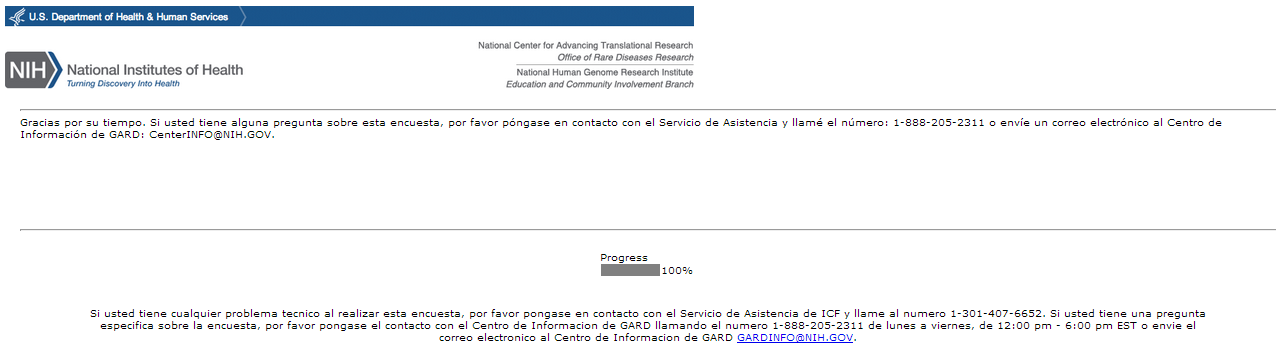 U.S. Department of Health & Human Services
National Center for Advancing Translational Research
Office of Rare Diseases Research
NIH National Institutes of Health
Turning Discovery Into Health
National Human Genome Research Institute
Education and Community Involvement Branch
Gracias por su tiempo. Si usted tiene alguna pregunta sobre esta encuesta, por favor póngase en contacto con el Servicio de Asistencia y llamé el número: 1-888-205-2311 o envíe un correo electrónico al Centro de
Información de GARD: CenterINFO@NIH.GOV.
Progress
100%
Si usted tiene cualquier problema tecnico al realizar esta encuesta, por favor pongase en contacto con el Servicio de Asistencia de ICF y llame al numero 1-301-407-6652. Si usted tiene una pregunta
especifica sobre la encuesta, por favor pongase el contacto con el Centro de Informacion de GARD llamando el numero 1-888-205-2311 de lunes a viernes, de 12:00 pm - 6:00 pm EST o envie el
correo electronico al Centro de Informacion de GARD GARDINFO@NIH.GOV.